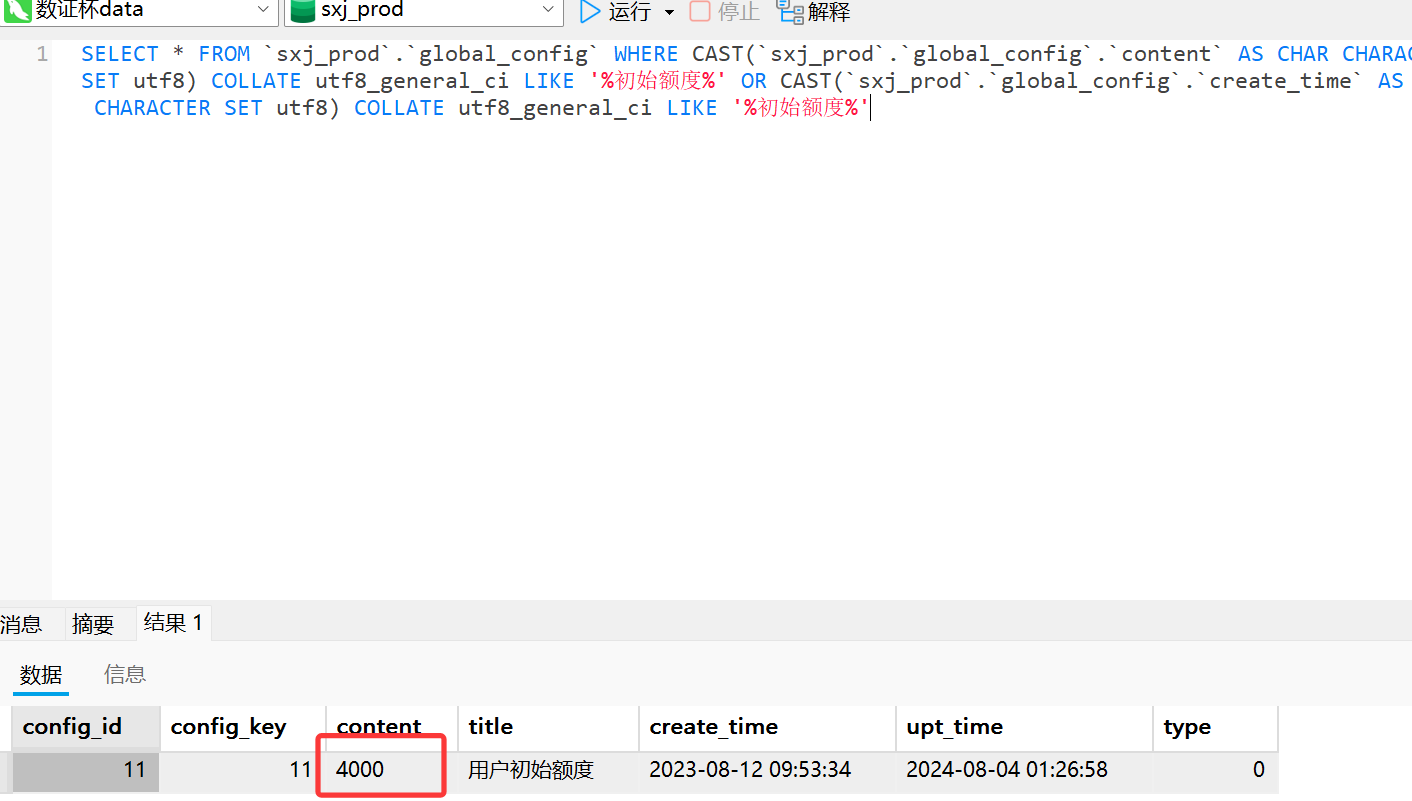 数证杯data sxj_prod 运行 停止 解释
1 SELECT * FROM `sxj_prod`.`global_config` WHERE CAST(`sxj_prod`.`global_config`.`content` AS CHAR CHARAC
SET utf8) COLLATE utf8_general_ci LIKE '%初始额度%' OR CAST(`sxj_prod`.`global_config`.`create_time` AS
CHARACTER SET utf8) COLLATE utf8_general_ci LIKE '%初始额度%'
消息 摘要 结果 1
数据 信息
config_id config_key content title create_time upt_time type
11 11 4000 用户初始额度 2023-08-12 09:53:34 2024-08-04 01:26:58 0